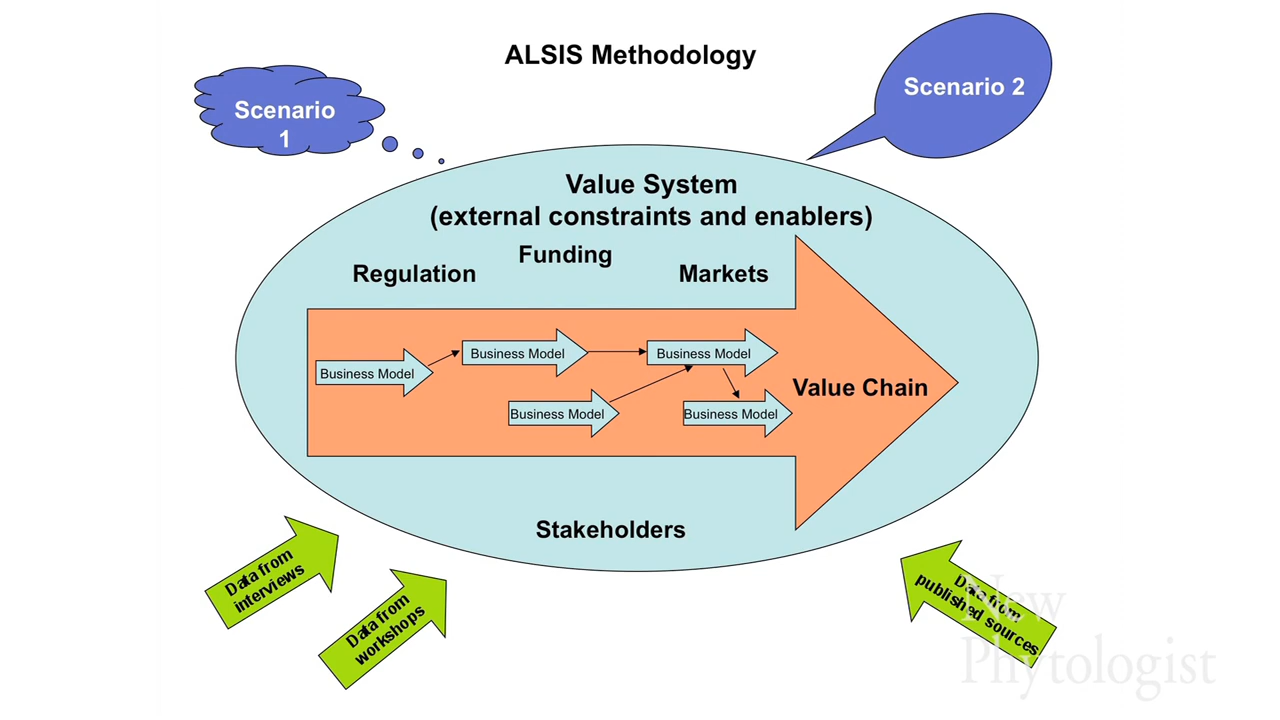 ALSIS Methodology
Scenario
1
Scenario 2
Value System
(external constraints and enablers)
Regulation
Funding
Markets
Business Model
Business Model
Business Model
Business Model
Business Model
Value Chain
Stakeholders
Data from
interviews
Data from
workshops
Data from
published sources
New
Phytologist